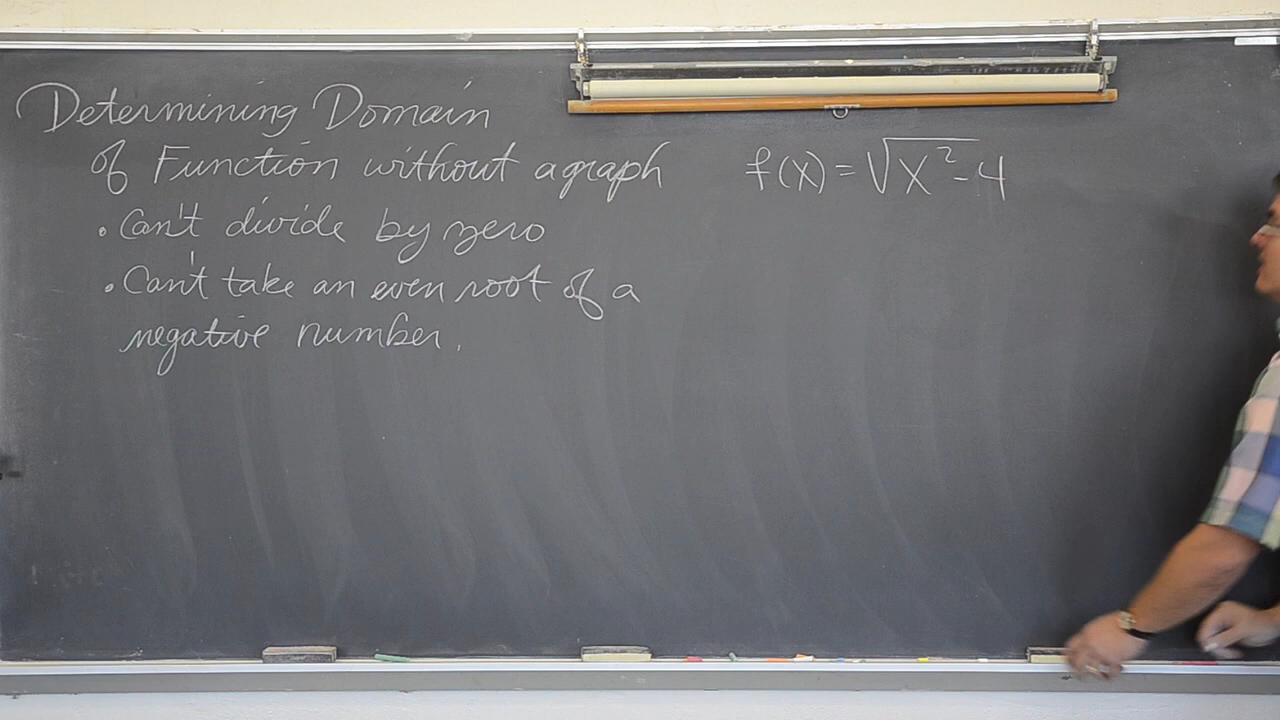 Determining Domain
of Function without a graph
• Can't divide by zero
• Can't take an even root of a
negative number.
f(x) = √x²-4